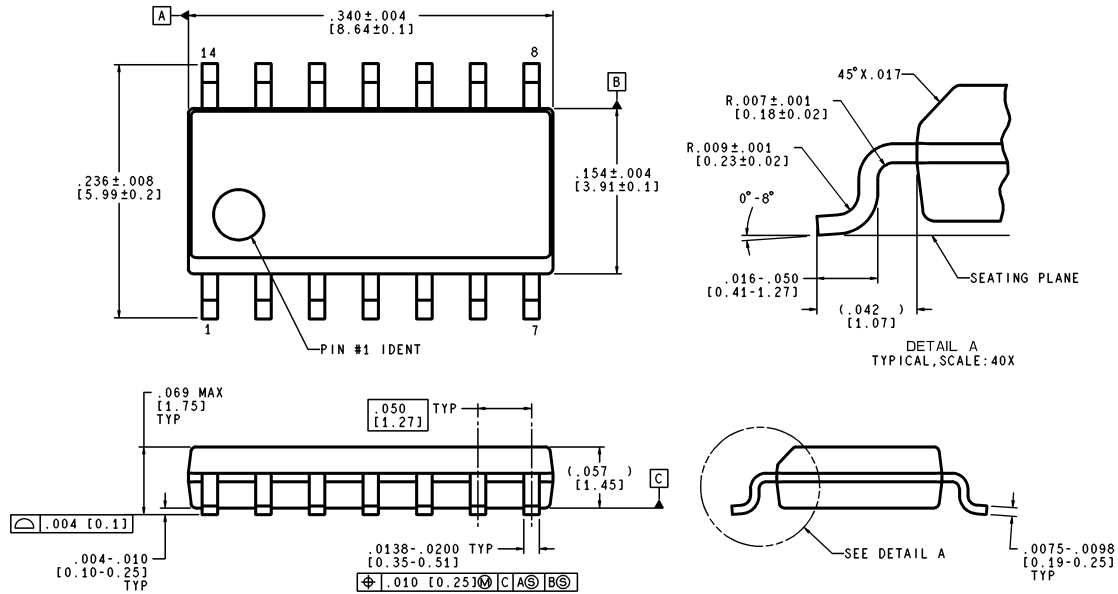 A
.340±.004
[8.64±0.1]
14
8
B
.236±.008
[5.99±0.2]
.154±.004
[3.91±0.1]
1
7
PIN #1 IDENT
45°X.017
R.007±.001
[0.18±0.02]
R.009±.001
[0.23±0.02]
0°-8°
SEATING PLANE
.016-.050
[0.41-1.27]
(.042 )
[1.07]
DETAIL A
TYPICAL,SCALE:40X
.069 MAX
[1.75]
TYP
.050 TYP
[1.27]
(.057 )
[1.45]
C
.004 [0.1]
.004-.010
[0.10-0.25]
TYP
.0138-.0200 TYP
[0.35-0.51]
⌖ .010 [0.25]Ⓜ C AⓈ BⓈ
SEE DETAIL A
.0075-.0098
[0.19-0.25]
TYP